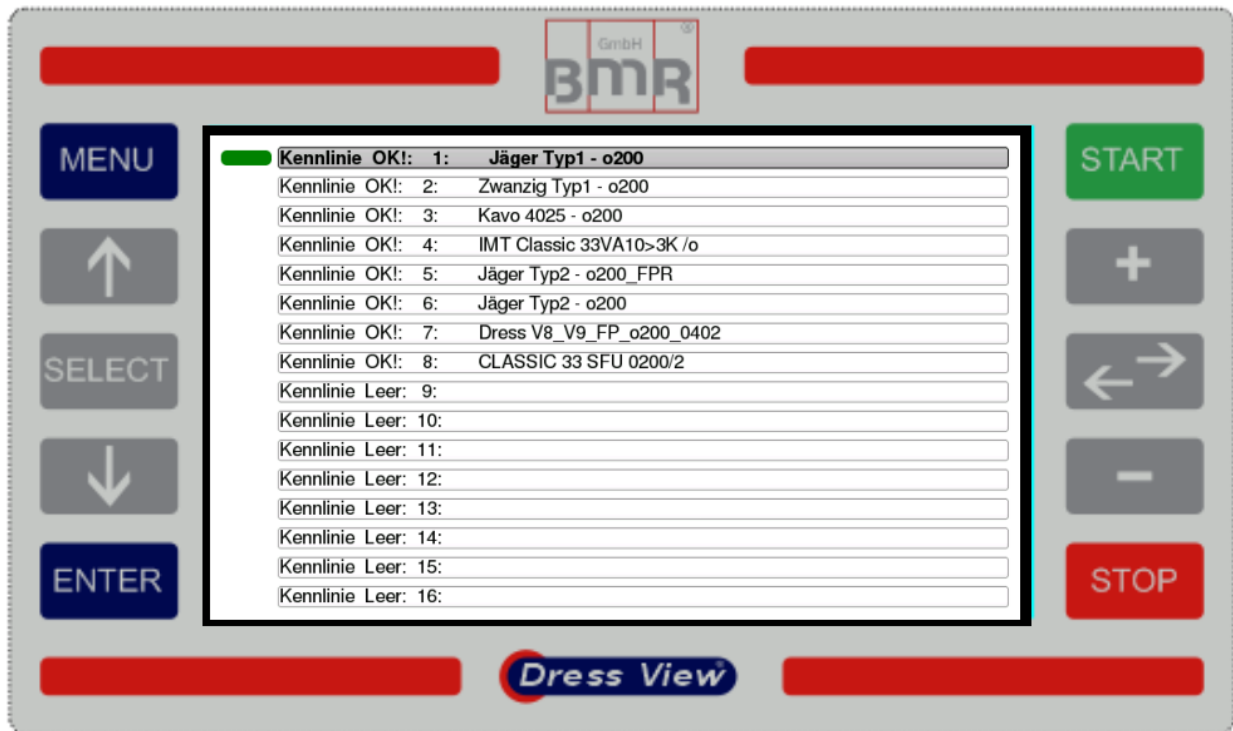 GmbH ®
BMR
MENU
START
SELECT
ENTER
STOP
+
-
Kennlinie OK!: 1: Jäger Typ1 - o200
Kennlinie OK!: 2: Zwanzig Typ1 - o200
Kennlinie OK!: 3: Kavo 4025 - o200
Kennlinie OK!: 4: IMT Classic 33VA10>3K /o
Kennlinie OK!: 5: Jäger Typ2 - o200_FPR
Kennlinie OK!: 6: Jäger Typ2 - o200
Kennlinie OK!: 7: Dress V8_V9_FP_o200_0402
Kennlinie OK!: 8: CLASSIC 33 SFU 0200/2
Kennlinie Leer: 9:
Kennlinie Leer: 10:
Kennlinie Leer: 11:
Kennlinie Leer: 12:
Kennlinie Leer: 13:
Kennlinie Leer: 14:
Kennlinie Leer: 15:
Kennlinie Leer: 16:
Dress View®